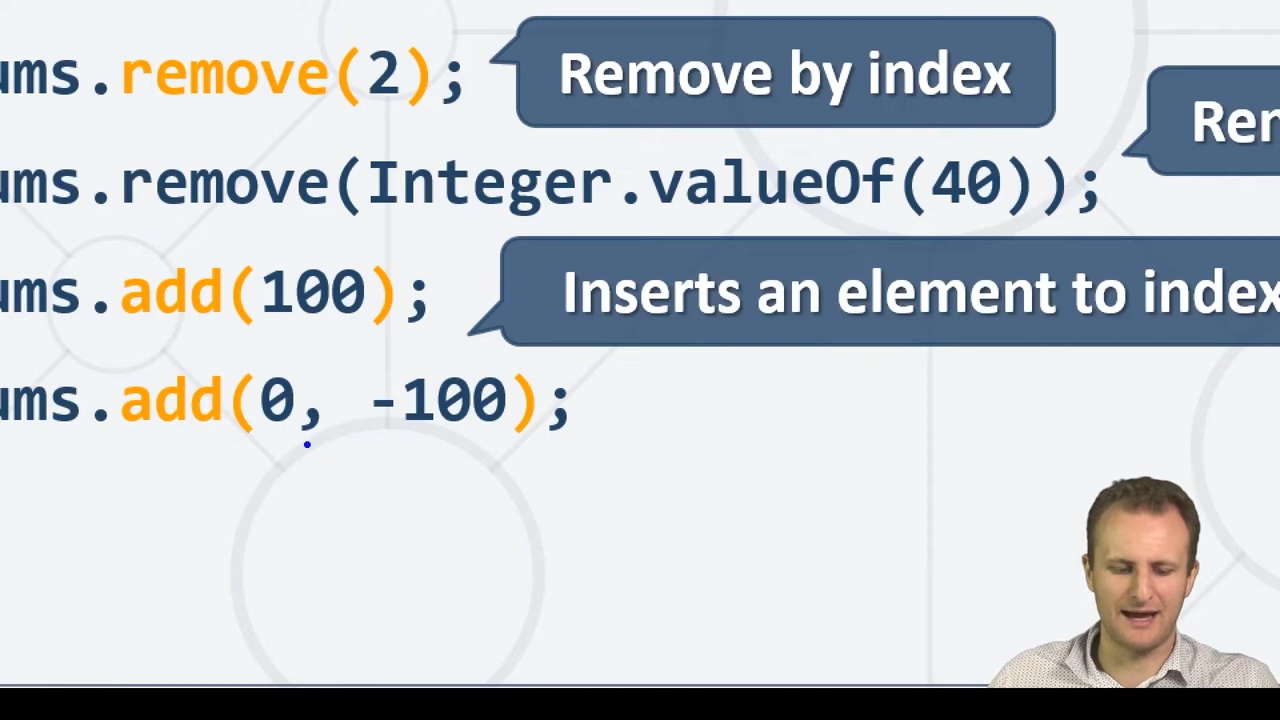 ums.remove(2);
Remove by index
Rer
ums.remove(Integer.valueOf(40));
ums.add(100);
Inserts an element to index
ums.add(0, -100);